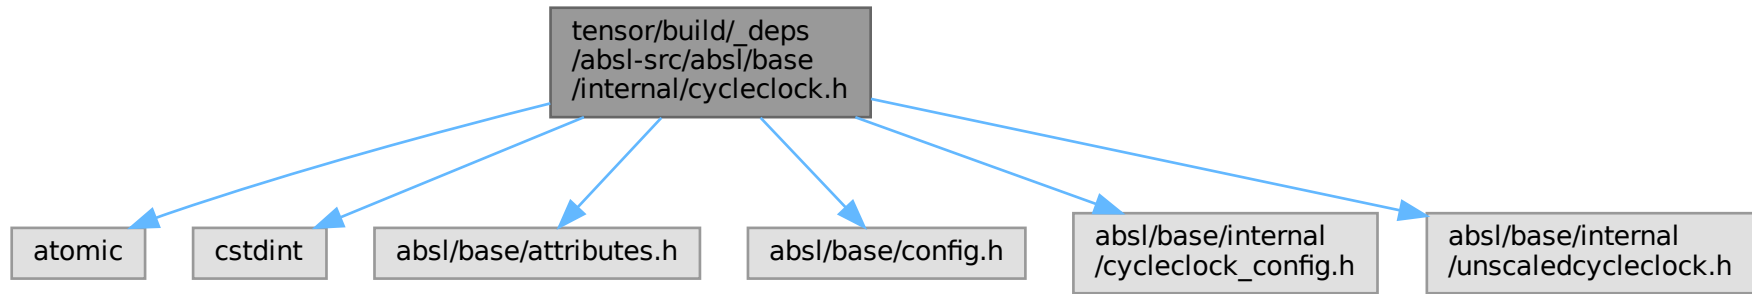 tensor/build/_deps
/absl-src/absl/base
/internal/cycleclock.h
atomic
cstdint
absl/base/attributes.h
absl/base/config.h
absl/base/internal
/cycleclock_config.h
absl/base/internal
/unscaledcycleclock.h